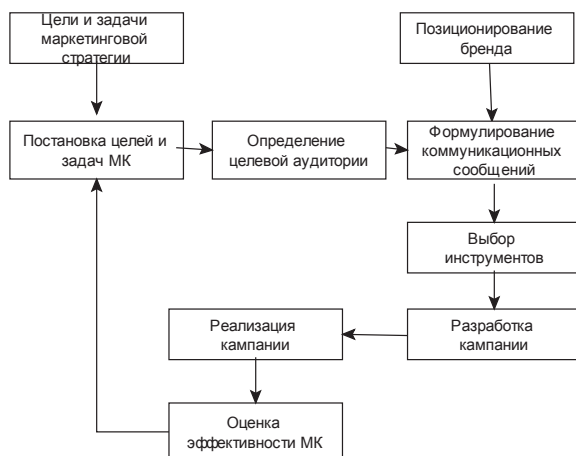 Цели и задачи
маркетинговой
стратегии
Позиционирование
бренда
Постановка целей и
задач МК
Определение
целевой аудитории
Формулирование
коммуникационных
сообщений
Выбор
инструментов
Реализация
кампании
Разработка
кампании
Оценка
эффективности МК